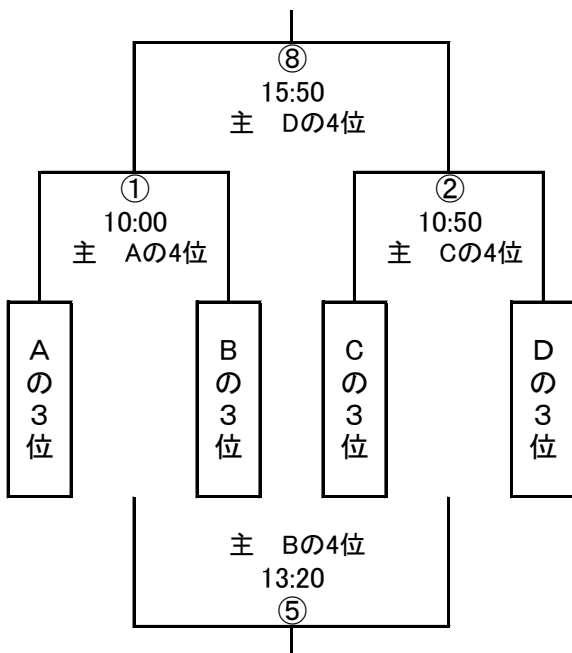 ⑧
15:50
主　Dの4位
①
10:00
主　Aの4位
②
10:50
主　Cの4位
Aの3位
Bの3位
Cの3位
Dの3位
主　Bの4位
13:20
⑤